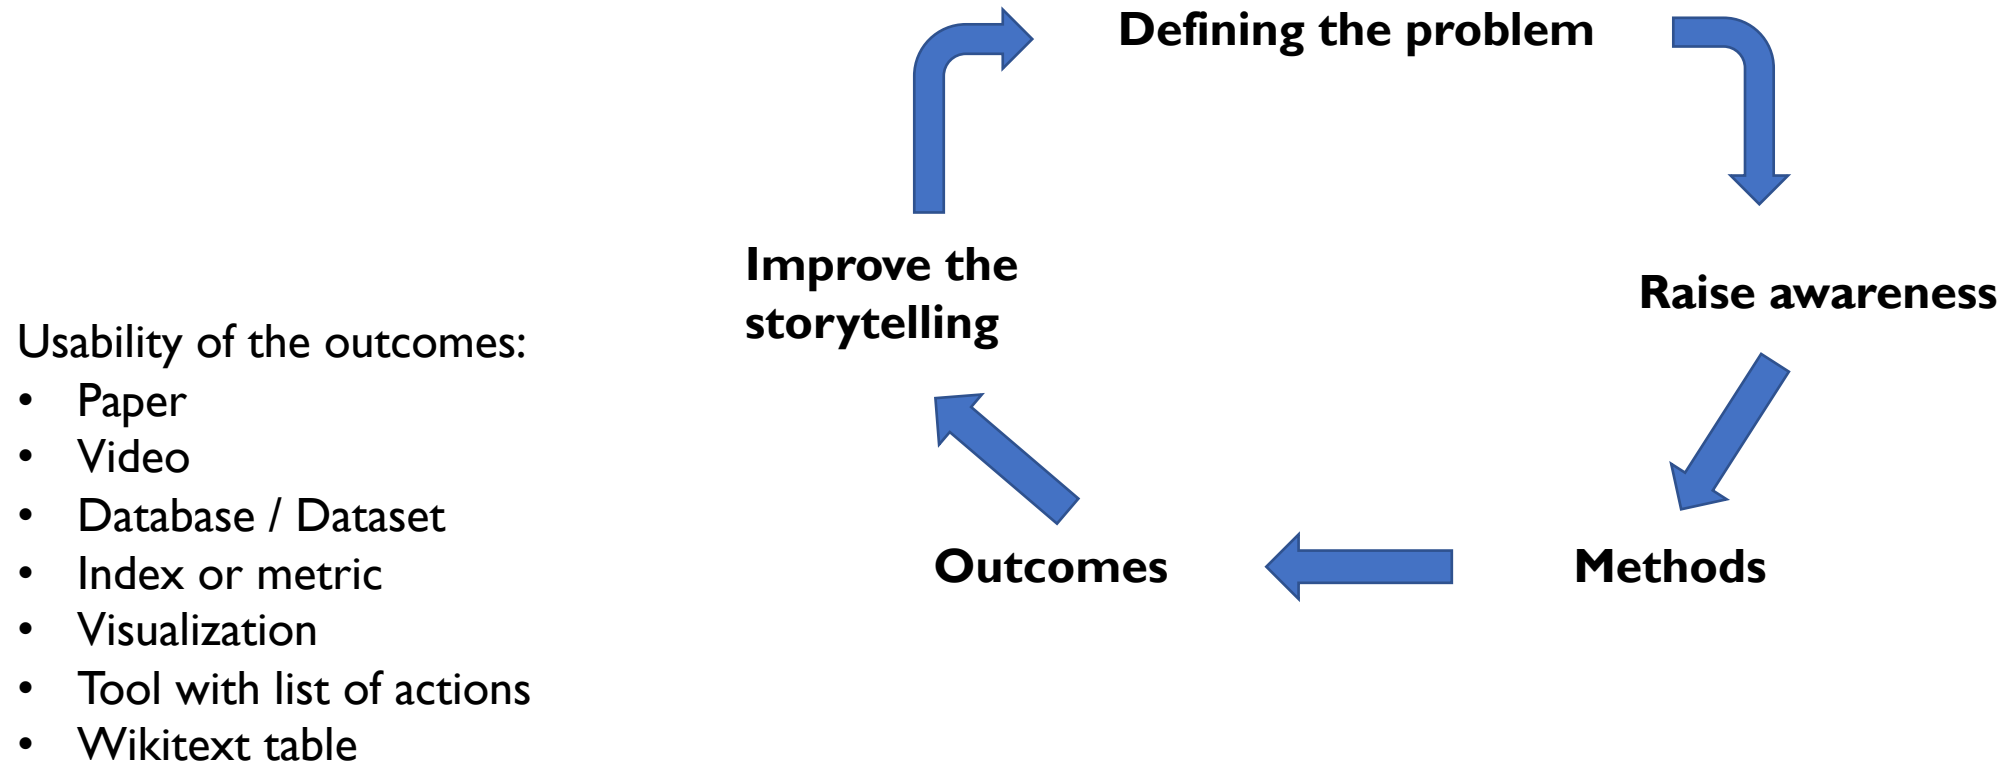 Defining the problem
Improve the
storytelling
Raise awareness
Usability of the outcomes:
• Paper
• Video
• Database / Dataset
• Index or metric
• Visualization
• Tool with list of actions
• Wikitext table
Outcomes
Methods